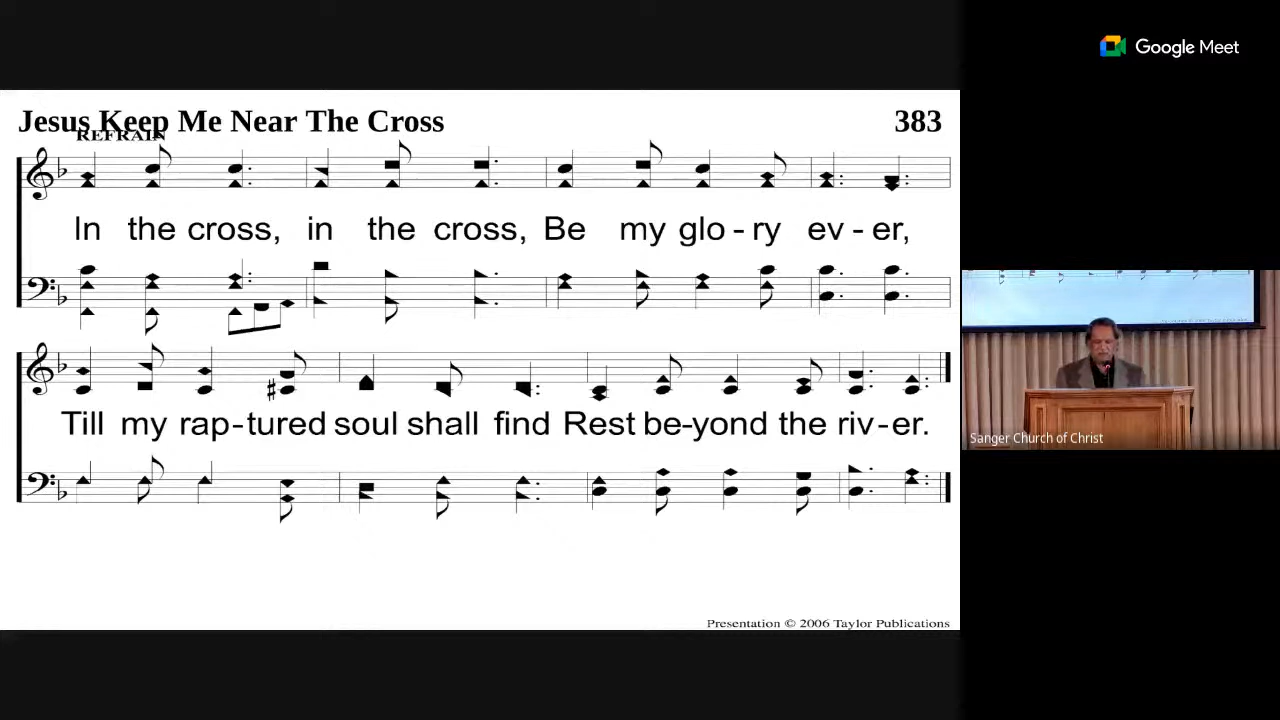 Google Meet
Jesus Keep Me Near The Cross 383
REFRAIN
In the cross, in the cross, Be my glo - ry ev - er,
Till my rap-tured soul shall find Rest be-yond the riv-er.
Sanger Church of Christ
Presentation © 2006 Taylor Publications